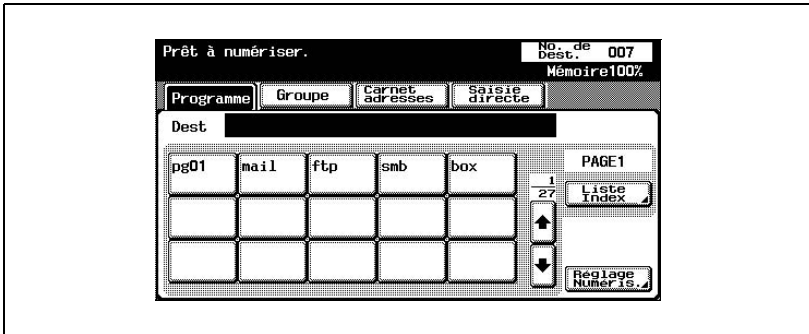 Prêt à numériser.
No. de Dest. 007
Mémoire100%
Programme
Groupe
Carnet adresses
Saisie directe
Dest
pg01 mail ftp smb box
PAGE1
1
27
Liste Index
Réglage Numéris.